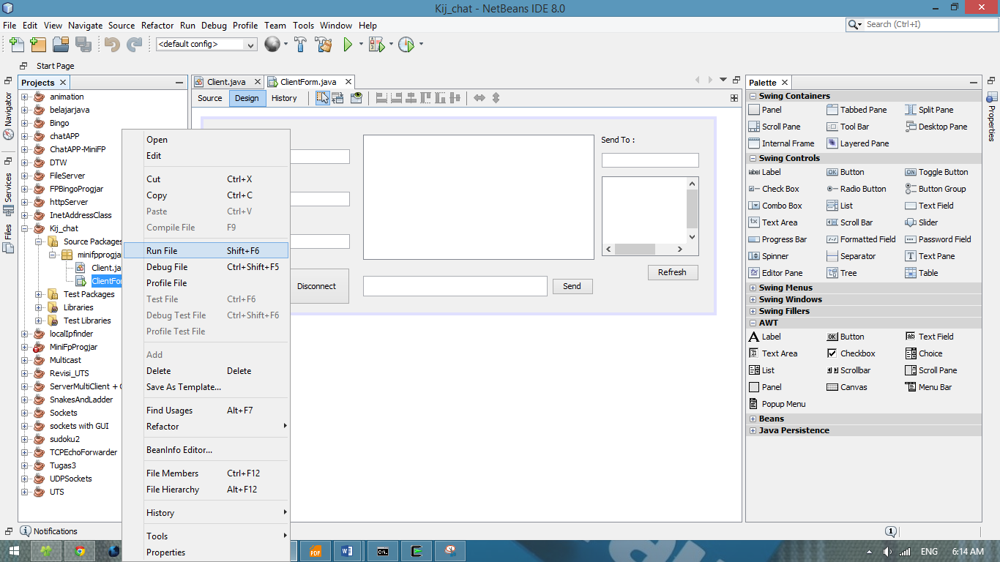 Kij_chat - NetBeans IDE 8.0
File Edit View Navigate Source Refactor Run Debug Profile Team Tools Window Help
Search (Ctrl+I)
<default config>
Start Page
Navigator
Services
Files
Projects
animation
belajarjava
Bingo
chatAPP
ChatAPP-MiniFP
DTW
FileServer
FPBingoProgjar
httpServer
InetAddressClass
Kij_chat
Source Packages
minifpprogja
Client.ja
ClientFor
Test Packages
Libraries
Test Libraries
localIpfinder
MiniFpProgjar
Multicast
Revisi_UTS
ServerMultiClient +
SnakesAndLadder
Sockets
sockets with GUI
sudoku2
TCPEchoForwarder
Tugas3
UDPSockets
UTS
Open
Edit
Cut Ctrl+X
Copy Ctrl+C
Paste Ctrl+V
Compile File F9
Run File Shift+F6
Debug File Ctrl+Shift+F5
Profile File
Test File Ctrl+F6
Debug Test File Ctrl+Shift+F6
Profile Test File
Add
Delete Delete
Save As Template...
Find Usages Alt+F7
Refactor
BeanInfo Editor...
File Members Ctrl+F12
File Hierarchy Alt+F12
History
Tools
Properties
Client.java ClientForm.java
Source Design History
Send To :
Refresh
Disconnect
Send
Palette
Swing Containers
Panel Tabbed Pane Split Pane
Scroll Pane Tool Bar Desktop Pane
Internal Frame Layered Pane
Swing Controls
label Label OK Button ON Toggle Button
Check Box Radio Button Button Group
Combo Box List Text Field
Text Area Scroll Bar Slider
Progress Bar Formatted Field Password Field
Spinner Separator Text Pane
Editor Pane Tree Table
Swing Menus
Swing Windows
Swing Fillers
AWT
Label OK Button Text Field
Text Area Checkbox Choice
List Scrollbar Scroll Pane
Panel Canvas Menu Bar
Popup Menu
Beans
Java Persistence
Properties
Notifications
1
PDF
C:\.
ENG 6:14 AM